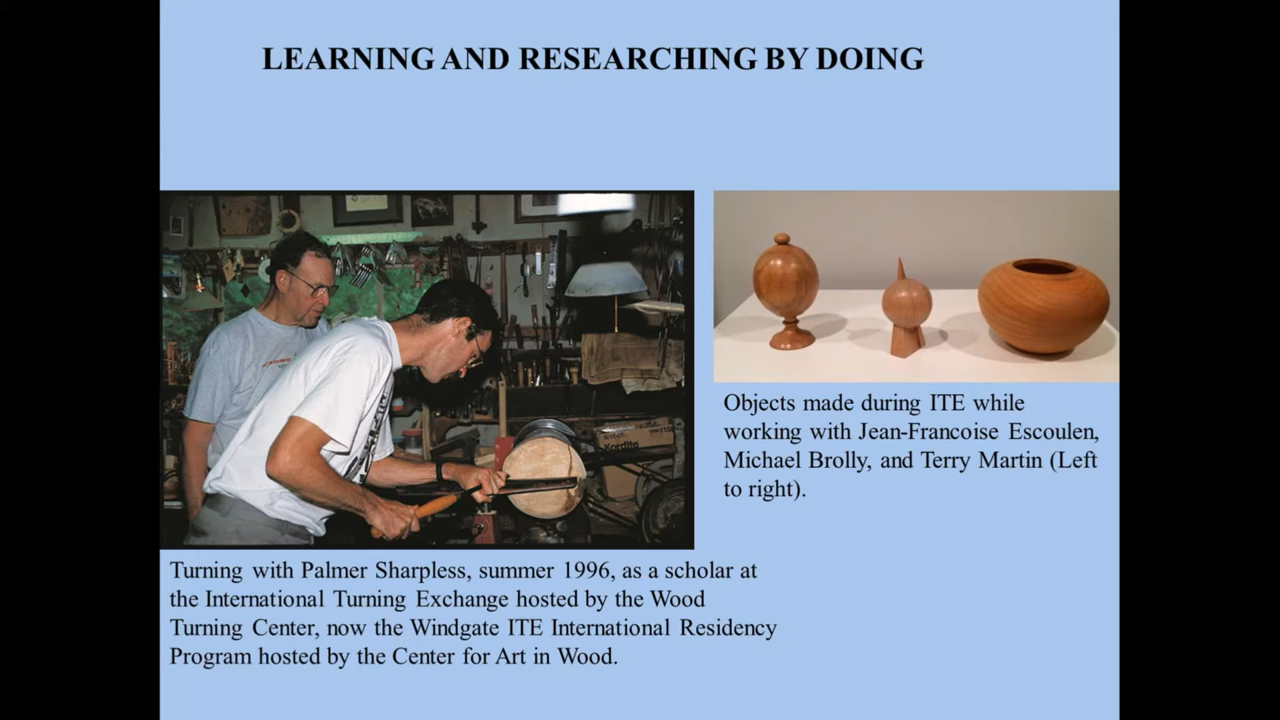 LEARNING AND RESEARCHING BY DOING
Objects made during ITE while
working with Jean-Francoise Escoulen,
Michael Brolly, and Terry Martin (Left
to right).
Turning with Palmer Sharpless, summer 1996, as a scholar at
the International Turning Exchange hosted by the Wood
Turning Center, now the Windgate ITE International Residency
Program hosted by the Center for Art in Wood.